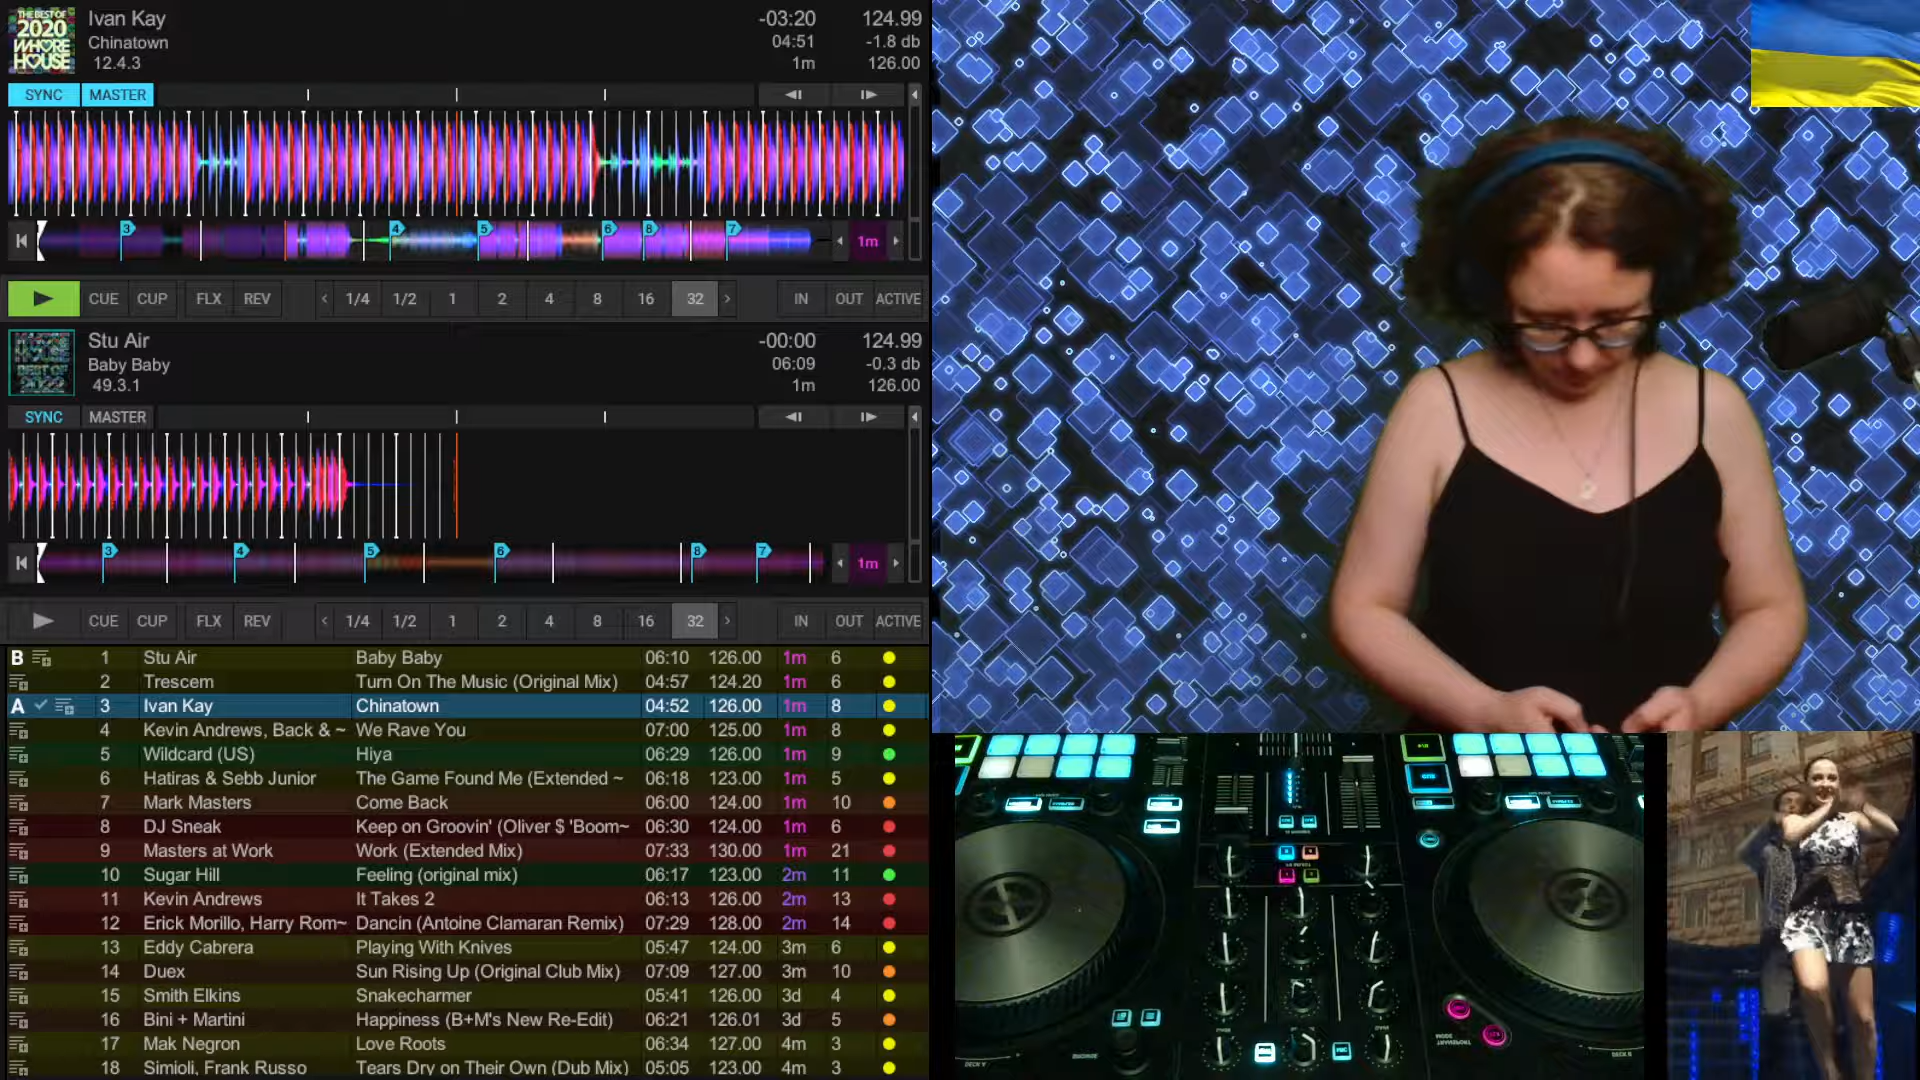 THE BEST OF
2020
WHORE
HOUSE
Ivan Kay
-03:20
124.99
Chinatown
04:51
-1.8 db
12.4.3
1m
126.00
SYNC
MASTER
3
4
5
6
8
7
1m
CUE
CUP
FLX
REV
1/4
1/2
1
2
4
8
16
32
IN
OUT
ACTIVE
HOUSE
BEST OF
Stu Air
-00:00
124.99
Baby Baby
06:09
-0.3 db
49.3.1
1m
126.00
SYNC
MASTER
3
4
5
6
8
7
1m
CUE
CUP
FLX
REV
1/4
1/2
1
2
4
8
16
32
IN
OUT
ACTIVE
B 1 Stu Air Baby Baby 06:10 126.00 1m 6
2 Trescem Turn On The Music (Original Mix) 04:57 124.20 1m 6
A 3 Ivan Kay Chinatown 04:52 126.00 1m 8
4 Kevin Andrews, Back & ~ We Rave You 07:00 125.00 1m 8
5 Wildcard (US) Hiya 06:29 126.00 1m 9
6 Hatiras & Sebb Junior The Game Found Me (Extended ~ 06:18 123.00 1m 5
7 Mark Masters Come Back 06:00 124.00 1m 10
8 DJ Sneak Keep on Groovin' (Oliver $ 'Boom~ 06:30 124.00 1m 6
9 Masters at Work Work (Extended Mix) 07:33 130.00 1m 21
10 Sugar Hill Feeling (original mix) 06:17 123.00 2m 11
11 Kevin Andrews It Takes 2 06:13 126.00 2m 13
12 Erick Morillo, Harry Rom~ Dancin (Antoine Clamaran Remix) 07:29 128.00 2m 14
13 Eddy Cabrera Playing With Knives 05:47 124.00 3m 6
14 Duex Sun Rising Up (Original Club Mix) 07:09 127.00 3m 10
15 Smith Elkins Snakecharmer 05:41 126.00 3d 4
16 Bini + Martini Happiness (B+M's New Re-Edit) 06:21 126.01 3d 5
17 Mak Negron Love Roots 06:34 127.00 4m 3
18 Simioli, Frank Russo Tears Dry on Their Own (Dub Mix) 05:05 123.00 4m 3